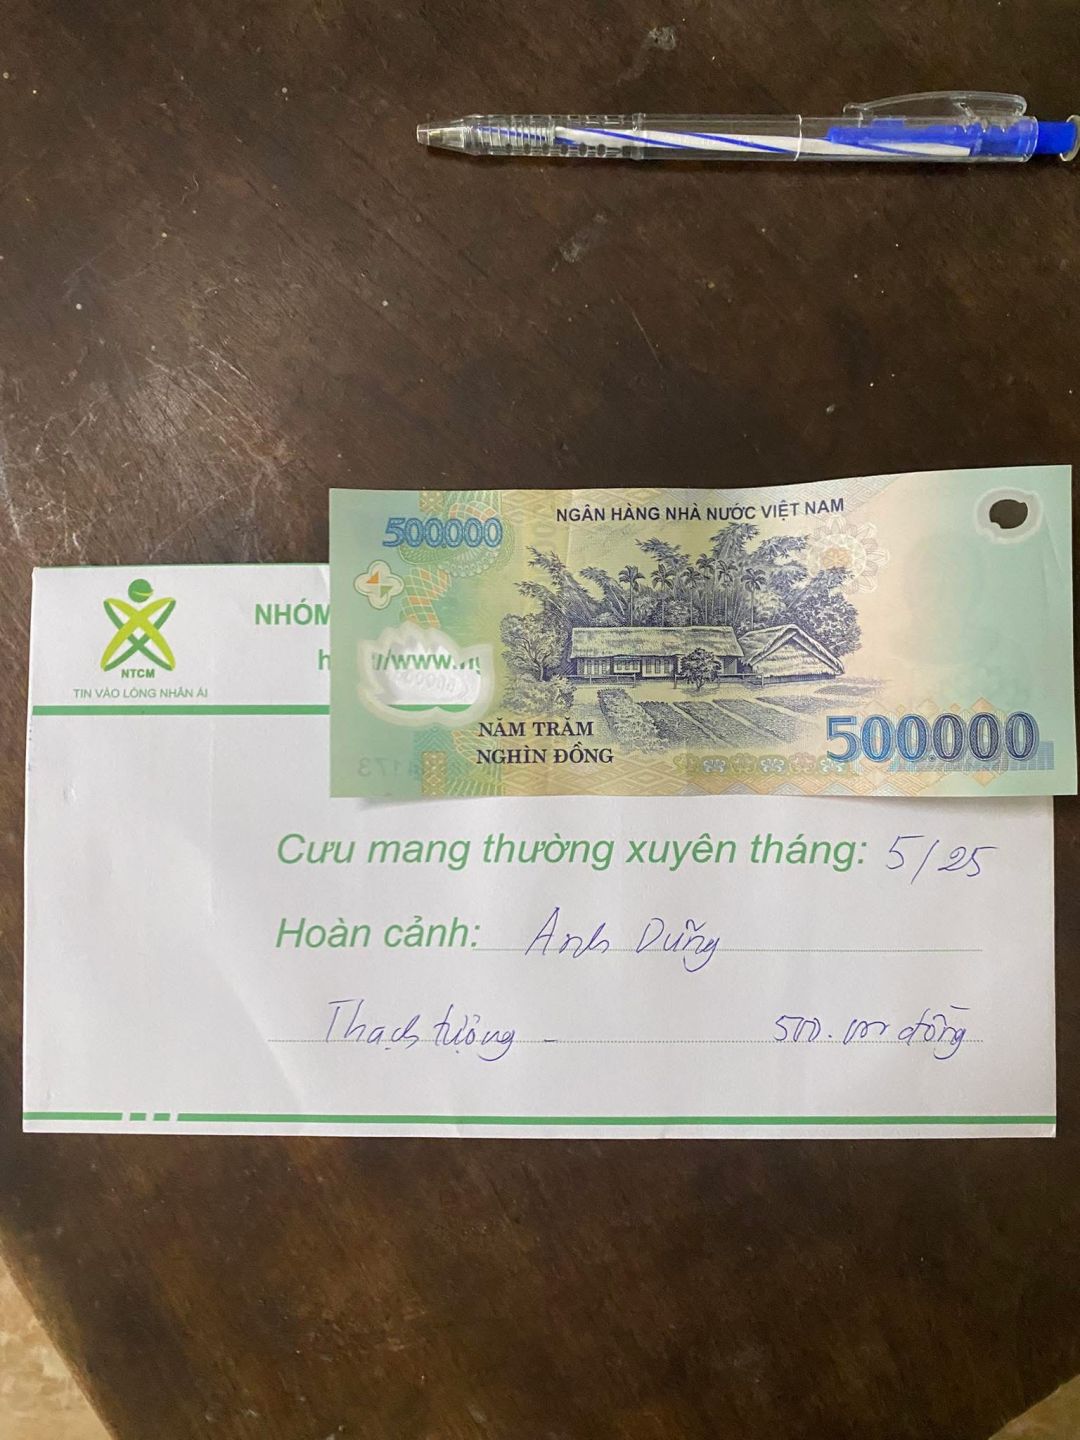 NGÂN HÀNG NHÀ NƯỚC VIỆT NAM
500000
NĂM TRĂM
NGHÌN ĐỒNG
500000
NHÓM
NTCM
TIN VÀO LÒNG NHÂN ÁI
Cưu mang thường xuyên tháng: 5/25
Hoàn cảnh: Anh Dũng
Thạch tượng - 500.000 đồng